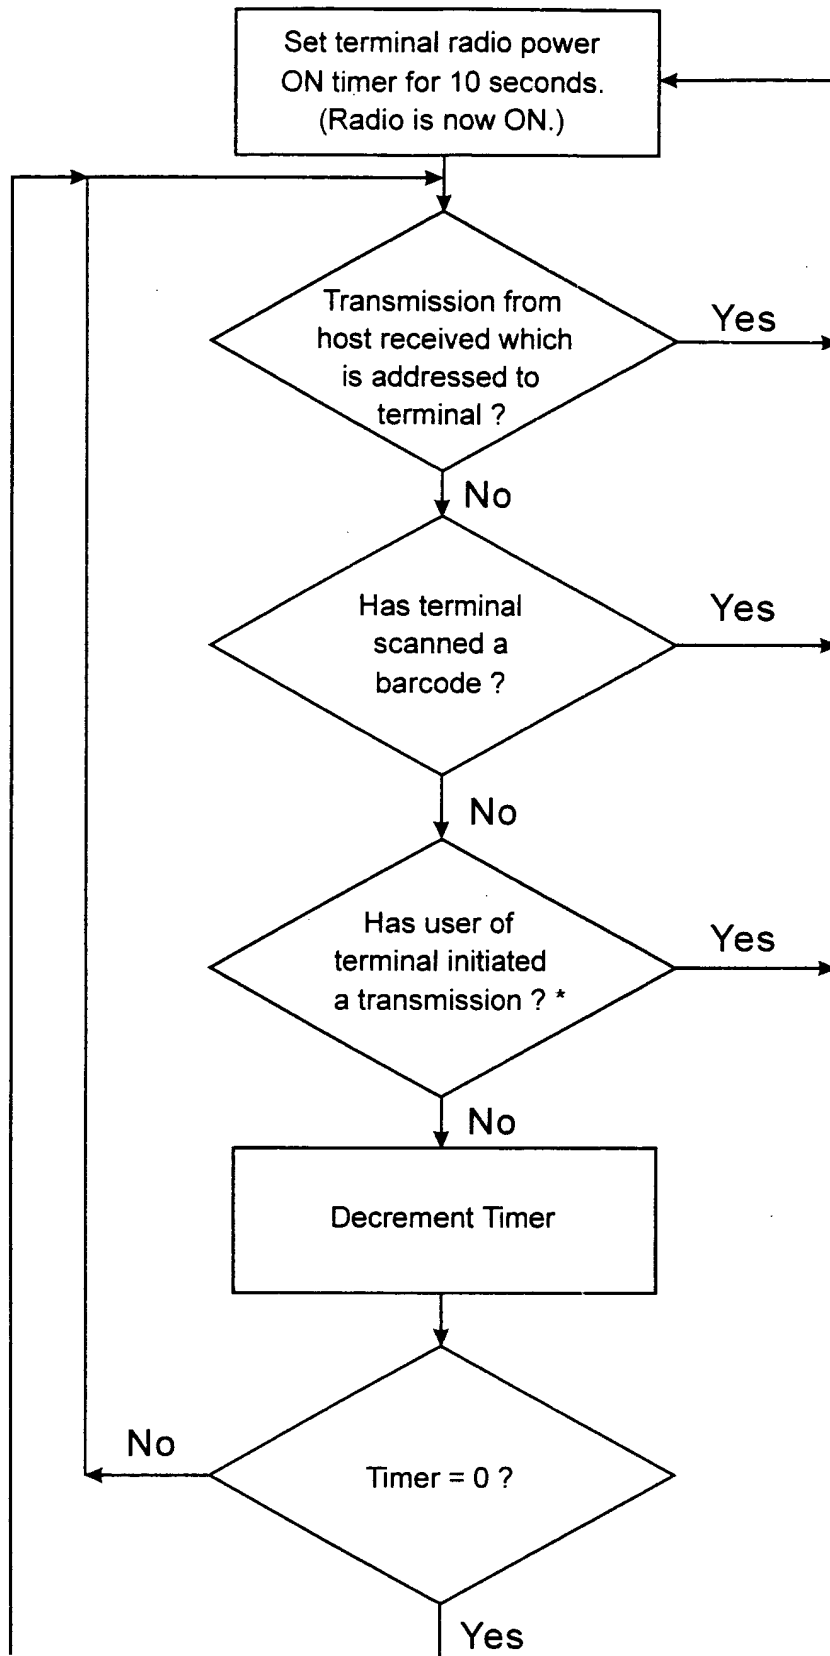 Set terminal radio power
ON timer for 10 seconds.
(Radio is now ON.)
Transmission from
host received which
is addressed to
terminal ?
Yes
No
Has terminal
scanned a
barcode ?
Yes
No
Has user of
terminal initiated
a transmission ? *
Yes
No
Decrement Timer
No
Timer = 0 ?
Yes